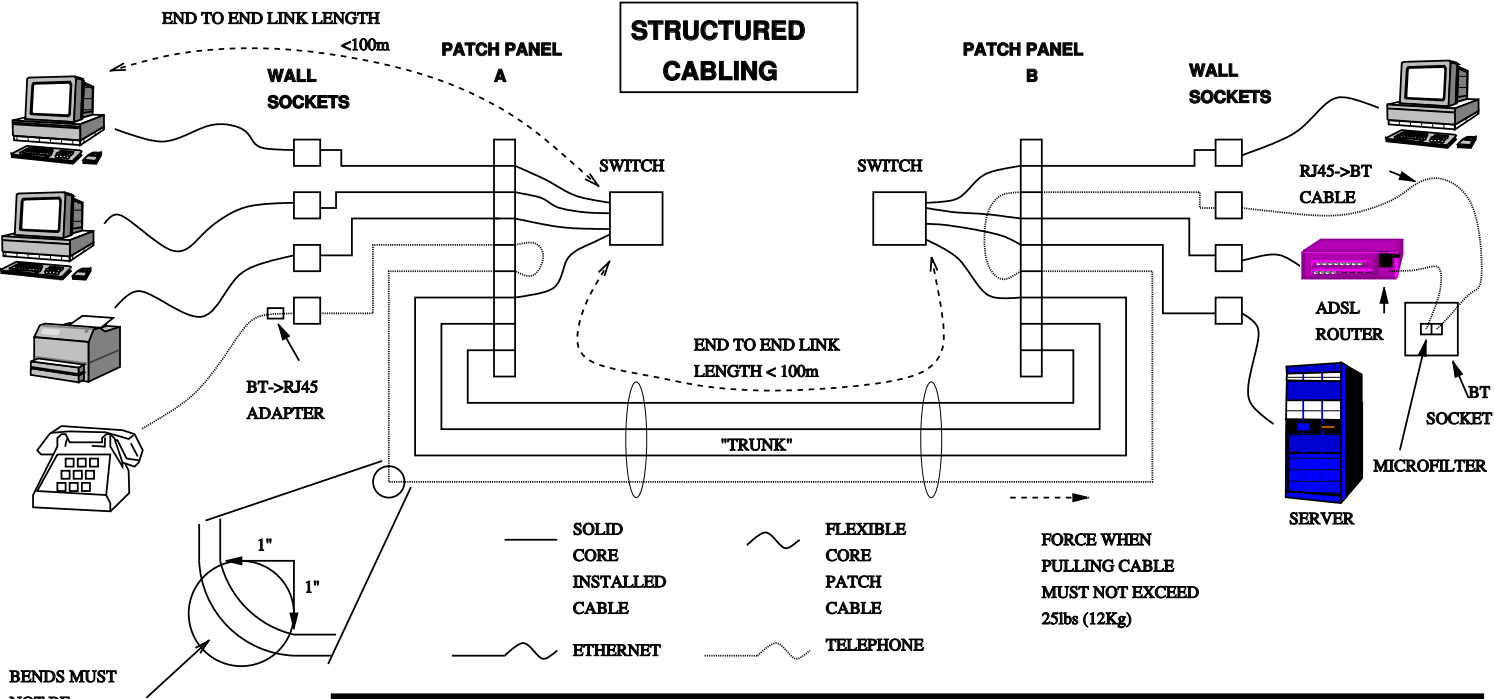 END TO END LINK LENGTH
<100m
STRUCTURED
CABLING
PATCH PANEL
A
PATCH PANEL
B
WALL
SOCKETS
WALL
SOCKETS
SWITCH
SWITCH
RJ45->BT
CABLE
ADSL
ROUTER
END TO END LINK
LENGTH < 100m
BT->RJ45
ADAPTER
BT
SOCKET
"TRUNK"
MICROFILTER
SERVER
1"
1"
SOLID
CORE
INSTALLED
CABLE
FLEXIBLE
CORE
PATCH
CABLE
FORCE WHEN
PULLING CABLE
MUST NOT EXCEED
25lbs (12Kg)
ETHERNET
TELEPHONE
BENDS MUST
NOT BE